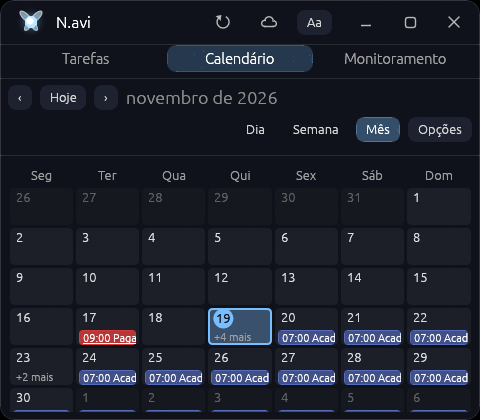 N.avi Aa
Tarefas Calendário Monitoramento
‹ Hoje › novembro de 2026
Dia Semana Mês Opções
Seg Ter Qua Qui Sex Sáb Dom
26 27 28 29 30 31 1
2 3 4 5 6 7 8
9 10 11 12 13 14 15
16 17 18 19 20 21 22
09:00 Paga +4 mais 07:00 Acad 07:00 Acad 07:00 Acad
23 24 25 26 27 28 29
+2 mais 07:00 Acad 07:00 Acad 07:00 Acad 07:00 Acad 07:00 Acad 07:00 Acad
30 1 2 3 4 5 6